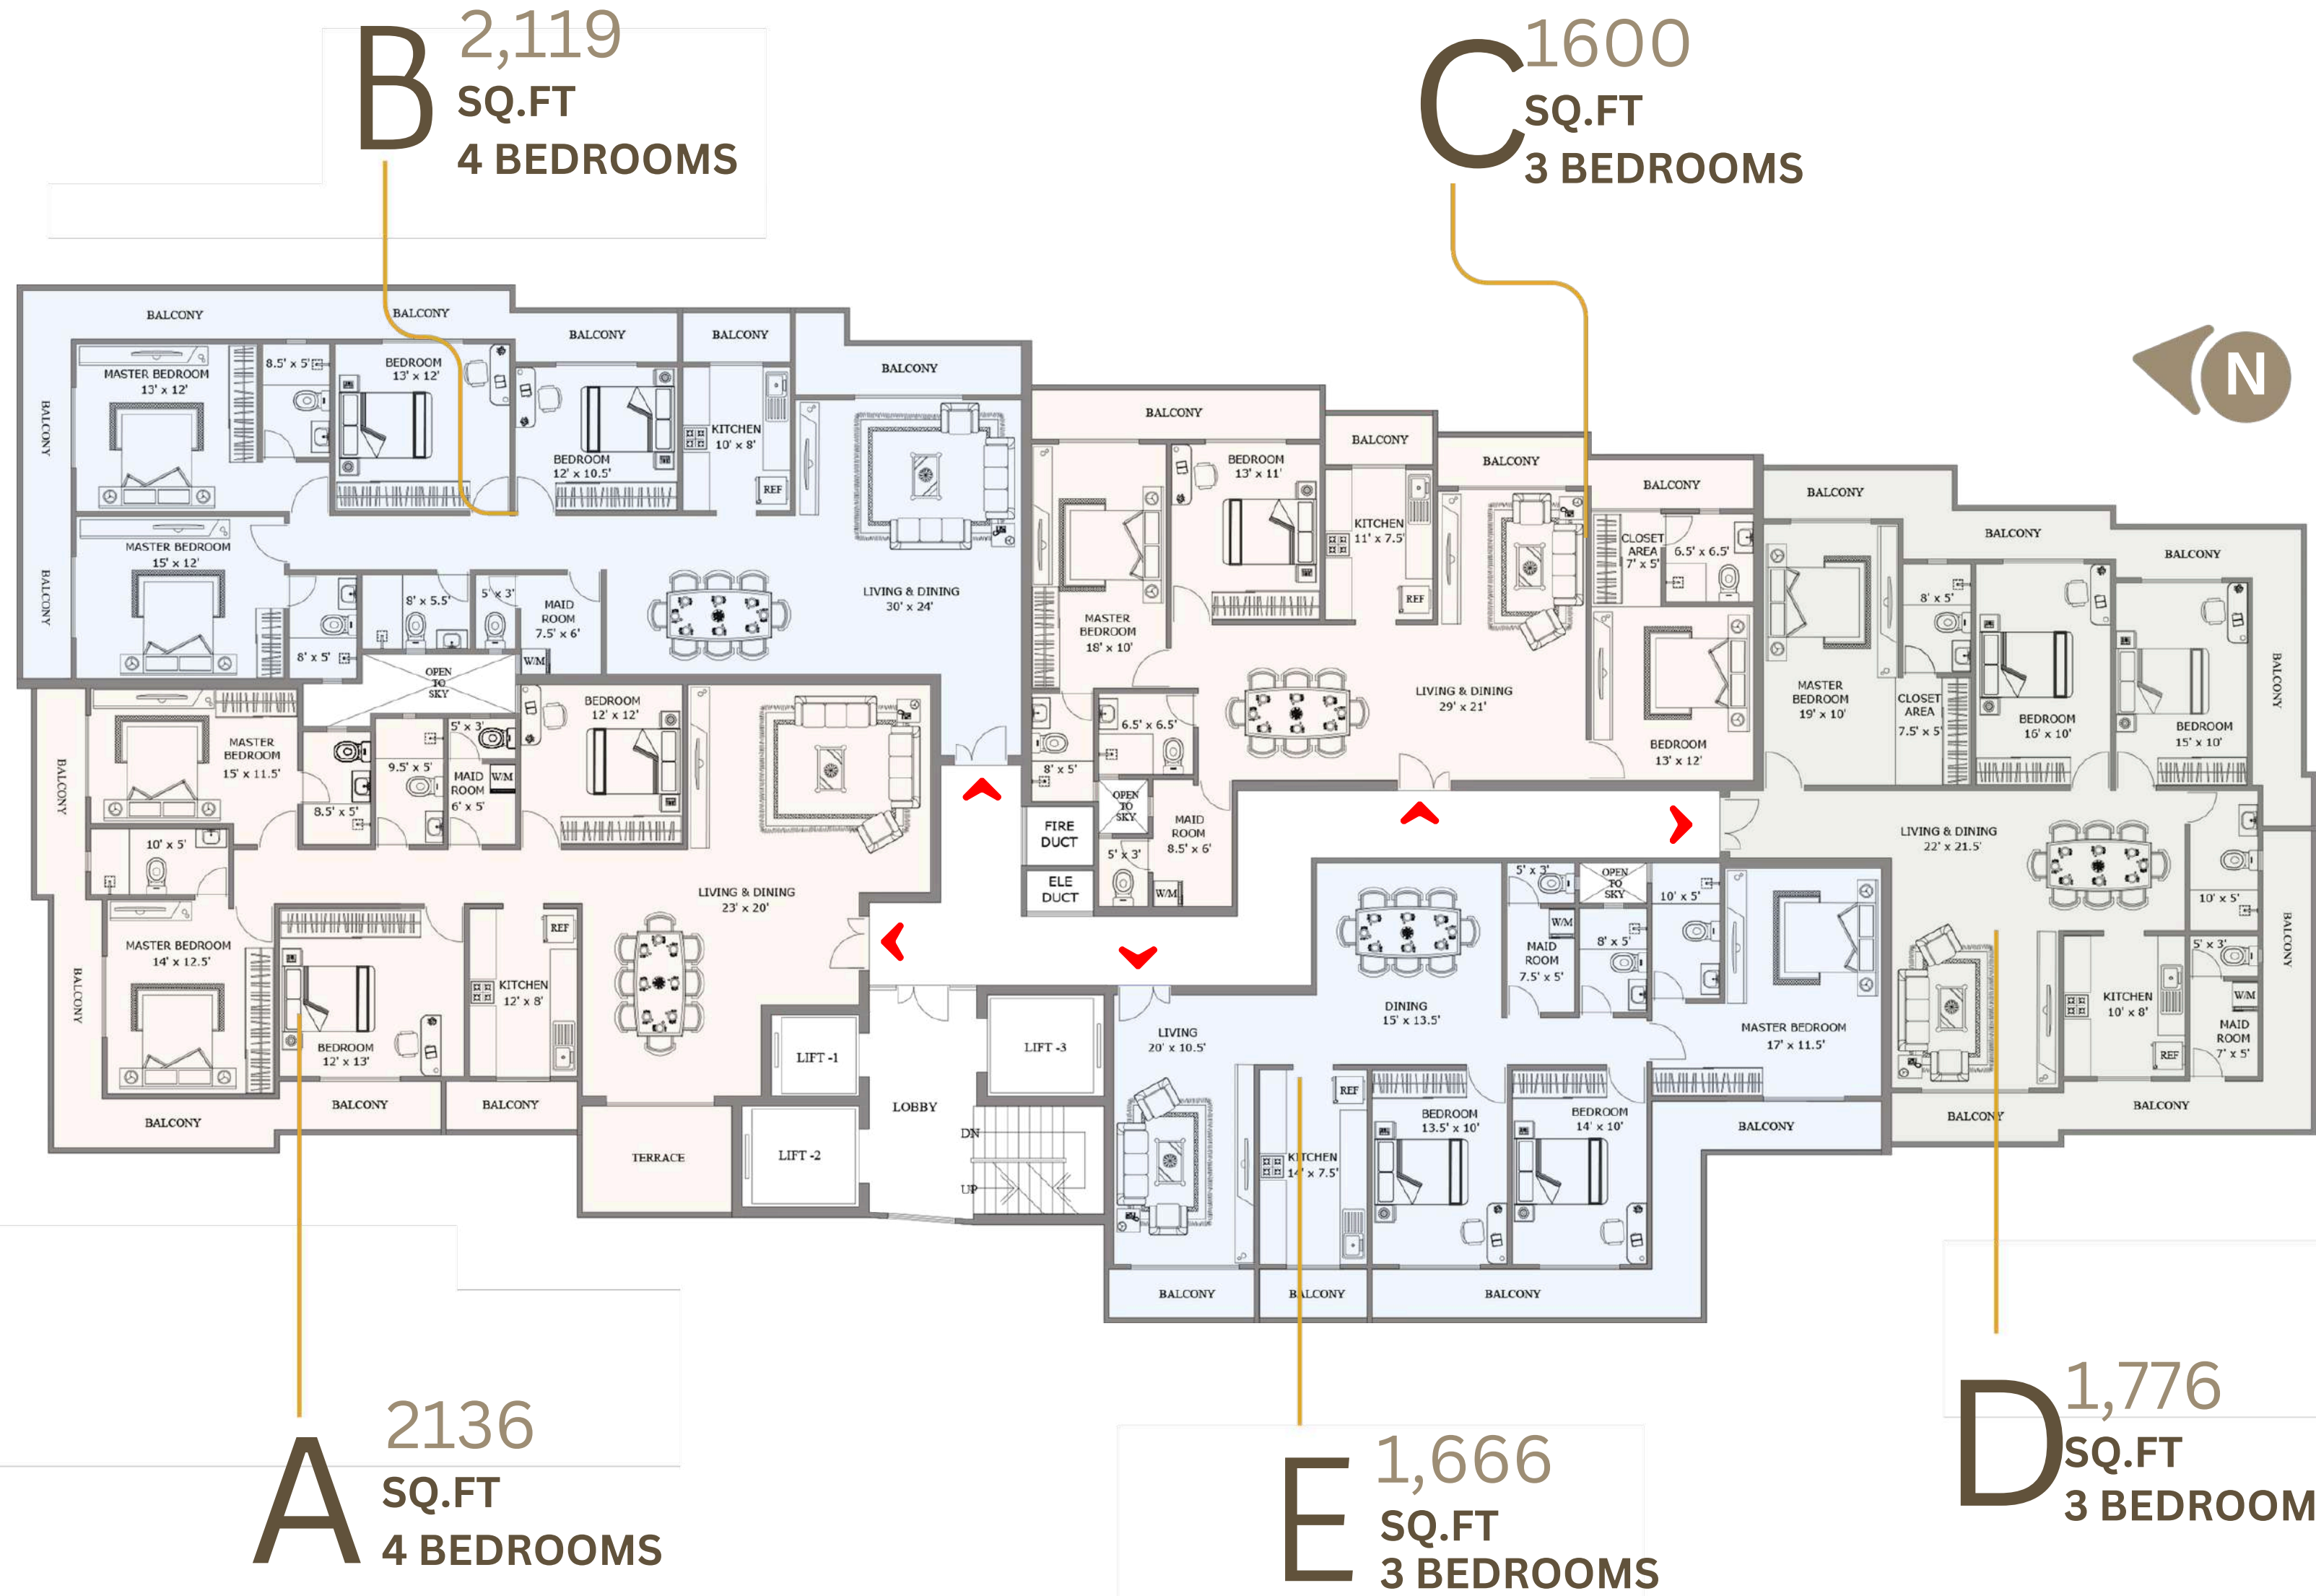 B
2,119
SQ.FT
4 BEDROOMS
C
1600
SQ.FT
3 BEDROOMS
N
BALCONY
BALCONY
BALCONY
BALCONY
BALCONY
BALCONY
BALCONY
MASTER BEDROOM
13' x 12'
8.5' x 5'
BEDROOM
13' x 12'
BEDROOM
12' x 10.5'
KITCHEN
10' x 8'
REF
MASTER BEDROOM
15' x 12'
8' x 5'
8' x 5.5'
5' x 3'
MAID
ROOM
7.5' x 6'
W/M
LIVING & DINING
30' x 24'
OPEN
TO
SKY
BALCONY
BALCONY
BALCONY
BALCONY
MASTER
BEDROOM
18' x 10'
BEDROOM
13' x 11'
KITCHEN
11' x 7.5'
REF
CLOSET
AREA
7' x 5'
6.5' x 6.5'
LIVING & DINING
29' x 21'
BEDROOM
13' x 12'
6.5' x 6.5'
8' x 5'
OPEN
TO
SKY
MAID
ROOM
8.5' x 6'
5' x 3'
W/M
FIRE
DUCT
ELE
DUCT
BALCONY
BALCONY
BALCONY
BALCONY
BALCONY
MASTER
BEDROOM
19' x 10'
8' x 5'
CLOSET
AREA
7.5' x 5'
BEDROOM
16' x 10'
BEDROOM
15' x 10'
LIVING & DINING
22' x 21.5'
10' x 5'
5' x 3'
KITCHEN
10' x 8'
REF
W/M
MAID
ROOM
7' x 5'
BALCONY
BALCONY
BALCONY
BALCONY
MASTER
BEDROOM
15' x 11.5'
8.5' x 5'
9.5' x 5'
5' x 3'
MAID
ROOM
6' x 5'
W/M
BEDROOM
12' x 12'
10' x 5'
LIVING & DINING
23' x 20'
MASTER BEDROOM
14' x 12.5'
BEDROOM
12' x 13'
KITCHEN
12' x 8'
REF
BALCONY
BALCONY
BALCONY
TERRACE
LIFT -1
LIFT -2
LIFT -3
LOBBY
DN
UP
LIVING
20' x 10.5'
DINING
15' x 13.5'
5' x 3'
OPEN
TO
SKY
10' x 5'
W/M
MAID
ROOM
7.5' x 5'
8' x 5'
MASTER BEDROOM
17' x 11.5'
KITCHEN
14' x 7.5'
REF
BEDROOM
13.5' x 10'
BEDROOM
14' x 10'
BALCONY
BALCONY
BALCONY
BALCONY
A
2136
SQ.FT
4 BEDROOMS
E
1,666
SQ.FT
3 BEDROOMS
D
1,776
SQ.FT
3 BEDROOM